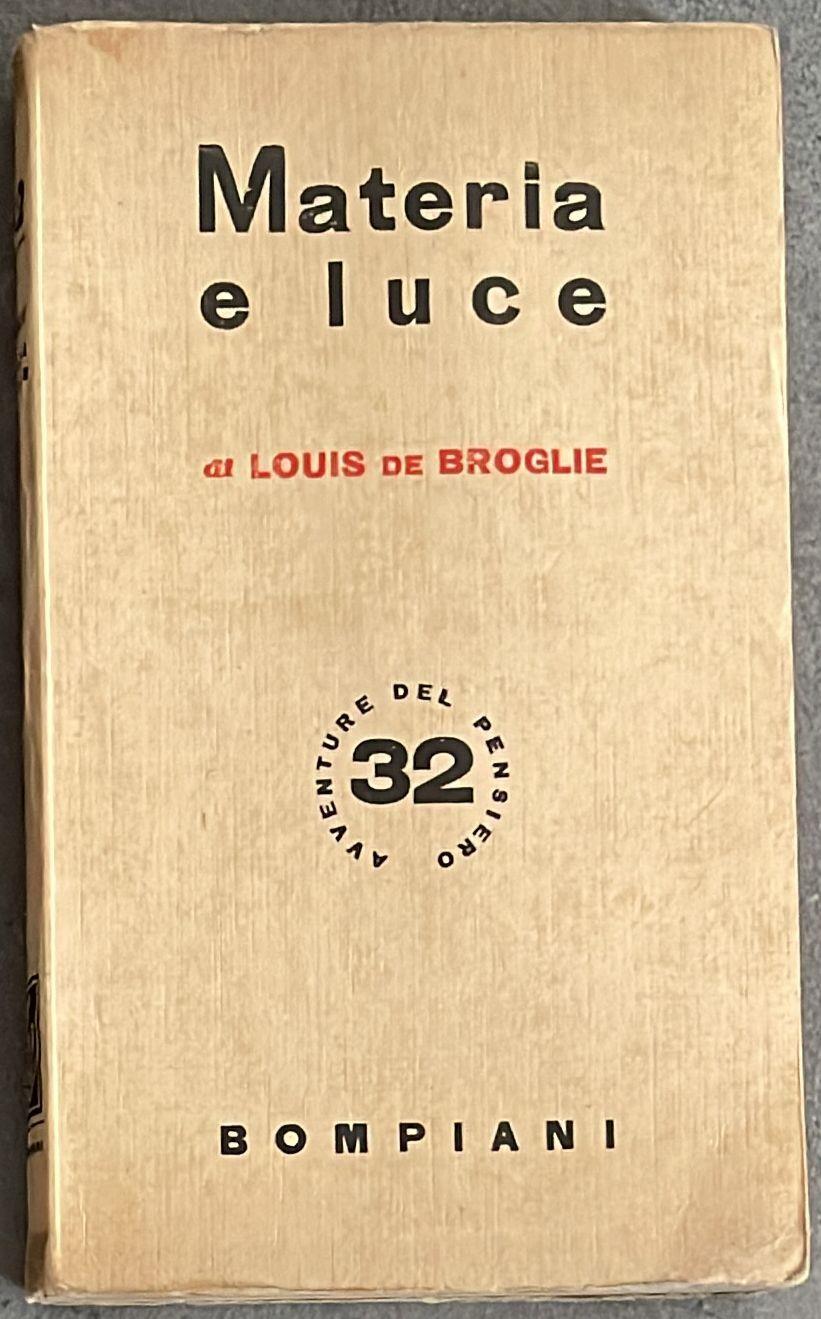 Materia
e luce
di LOUIS DE BROGLIE
AVVENTURE DEL PENSIERO
32
BOMPIANI